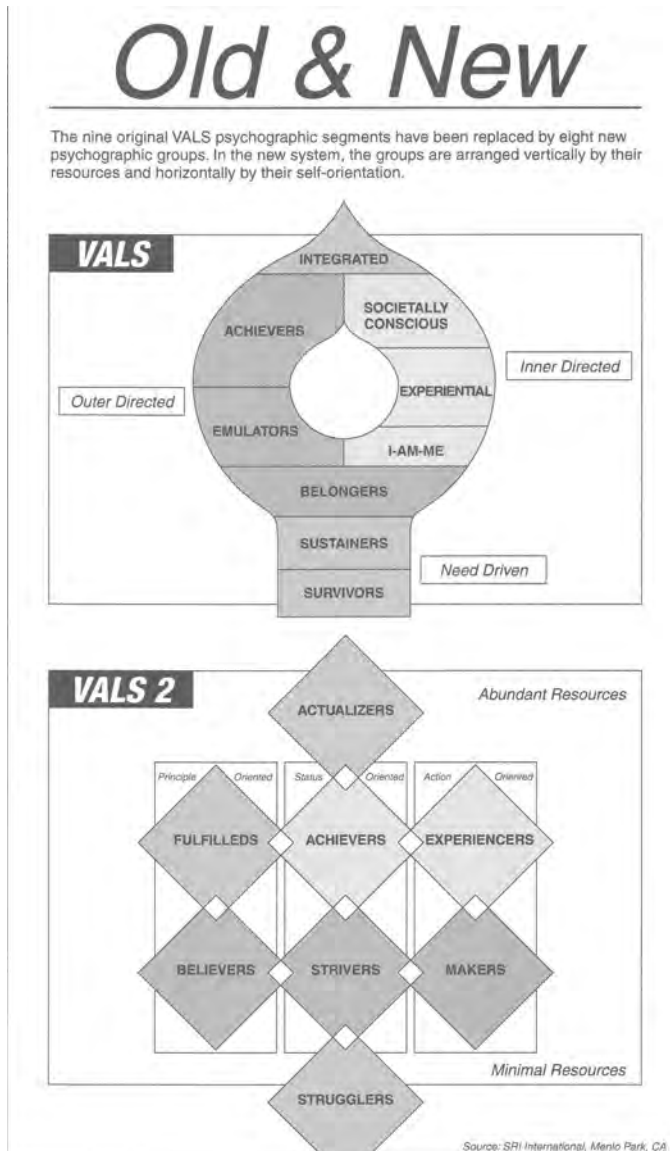 Old & New
The nine original VALS psychographic segments have been replaced by eight new
psychographic groups. In the new system, the groups are arranged vertically by their
resources and horizontally by their self-orientation.
VALS
INTEGRATED
ACHIEVERS
SOCIETALLY
CONSCIOUS
Outer Directed
Inner Directed
EXPERIENTIAL
EMULATORS
I-AM-ME
BELONGERS
SUSTAINERS
Need Driven
SURVIVORS
VALS 2
Abundant Resources
ACTUALIZERS
Principle Oriented
Status Oriented
Action Oriented
FULFILLEDS
ACHIEVERS
EXPERIENCERS
BELIEVERS
STRIVERS
MAKERS
Minimal Resources
STRUGGLERS
Source: SRI International, Menlo Park, CA